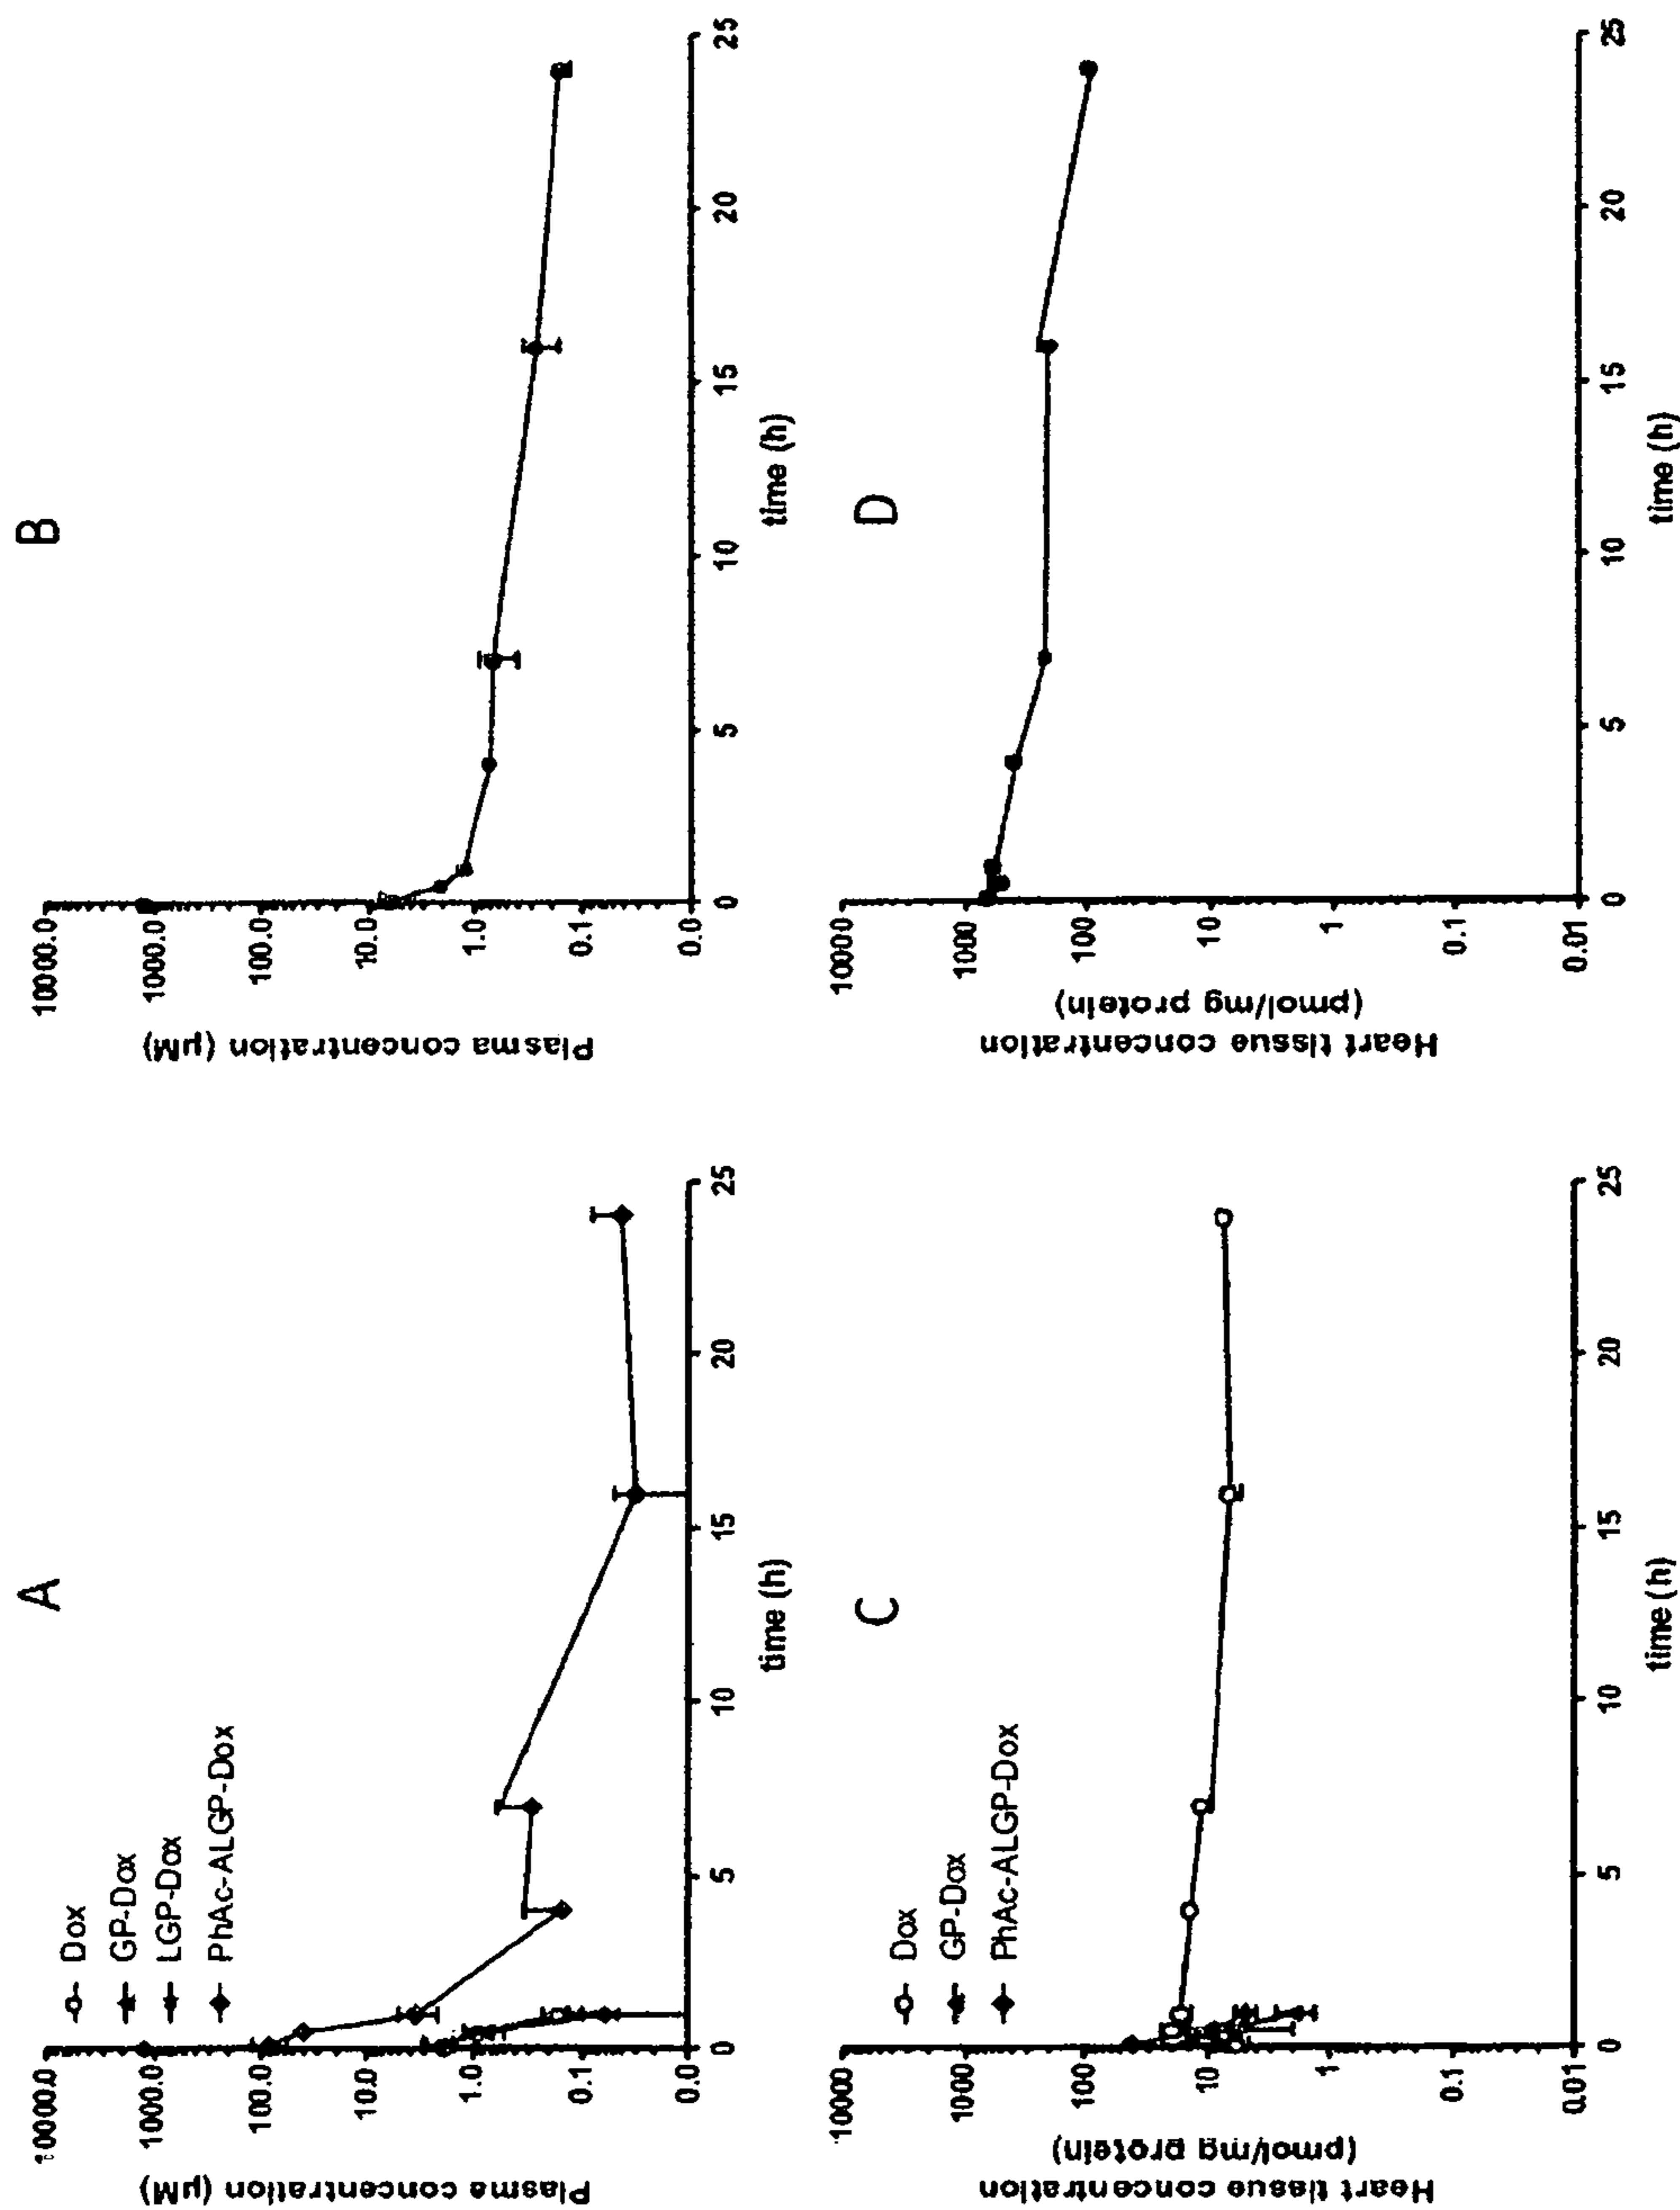 A
Plasma concentration (µM)
10000.0
1000.0
100.0
10.0
1.0
0.1
0.0
Dox
GP-Dox
LGP-Dox
PhAc-ALGP-Dox
0 5 10 15 20 25
time (h)
B
Plasma concentration (µM)
10000.0
1000.0
100.0
10.0
1.0
0.1
0.0
0 5 10 15 20 25
time (h)
C
Heart tissue concentration
(pmol/mg protein)
10000
1000
100
10
1
0.1
0.01
Dox
GP-Dox
PhAc-ALGP-Dox
0 5 10 15 20 25
time (h)
D
Heart tissue concentration
(pmol/mg protein)
10000
1000
100
10
1
0.1
0.01
0 5 10 15 20 25
time (h)